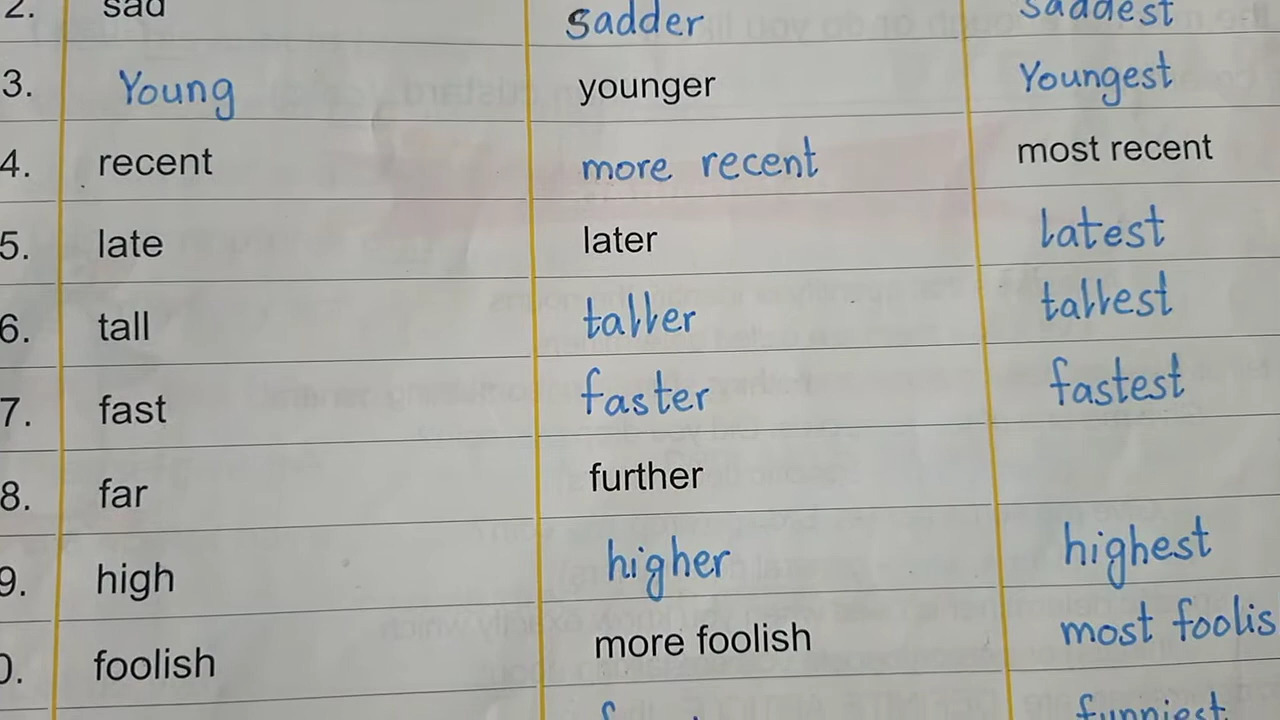 2. sad sadder saddest
3. Young younger Youngest
4. recent more recent most recent
5. late later latest
6. tall taller tallest
7. fast faster fastest
8. far further
9. high higher highest
0. foolish more foolish most foolis
funniest